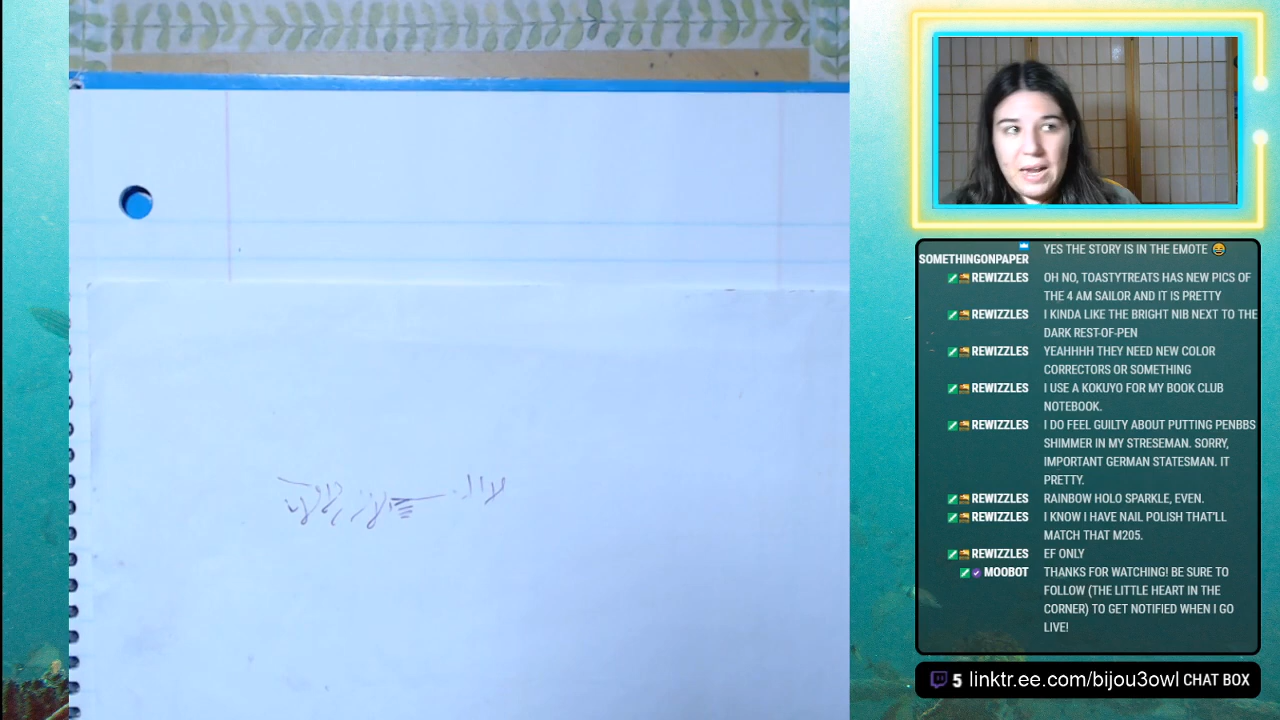 SOMETHINGONPAPER YES THE STORY IS IN THE EMOTE 😄
REWIZZLES OH NO, TOASTYTREATS HAS NEW PICS OF
THE 4 AM SAILOR AND IT IS PRETTY
REWIZZLES I KINDA LIKE THE BRIGHT NIB NEXT TO THE
DARK REST-OF-PEN
REWIZZLES YEAHHHH THEY NEED NEW COLOR
CORRECTORS OR SOMETHING
REWIZZLES I USE A KOKUYO FOR MY BOOK CLUB
NOTEBOOK.
REWIZZLES I DO FEEL GUILTY ABOUT PUTTING PENBBS
SHIMMER IN MY STRESEMAN. SORRY,
IMPORTANT GERMAN STATESMAN. IT
PRETTY.
REWIZZLES RAINBOW HOLO SPARKLE, EVEN.
REWIZZLES I KNOW I HAVE NAIL POLISH THAT'LL
MATCH THAT M205.
REWIZZLES EF ONLY
MOOBOT THANKS FOR WATCHING! BE SURE TO
FOLLOW (THE LITTLE HEART IN THE
CORNER) TO GET NOTIFIED WHEN I GO
LIVE!
5 linktr.ee.com/bijou3owl CHAT BOX